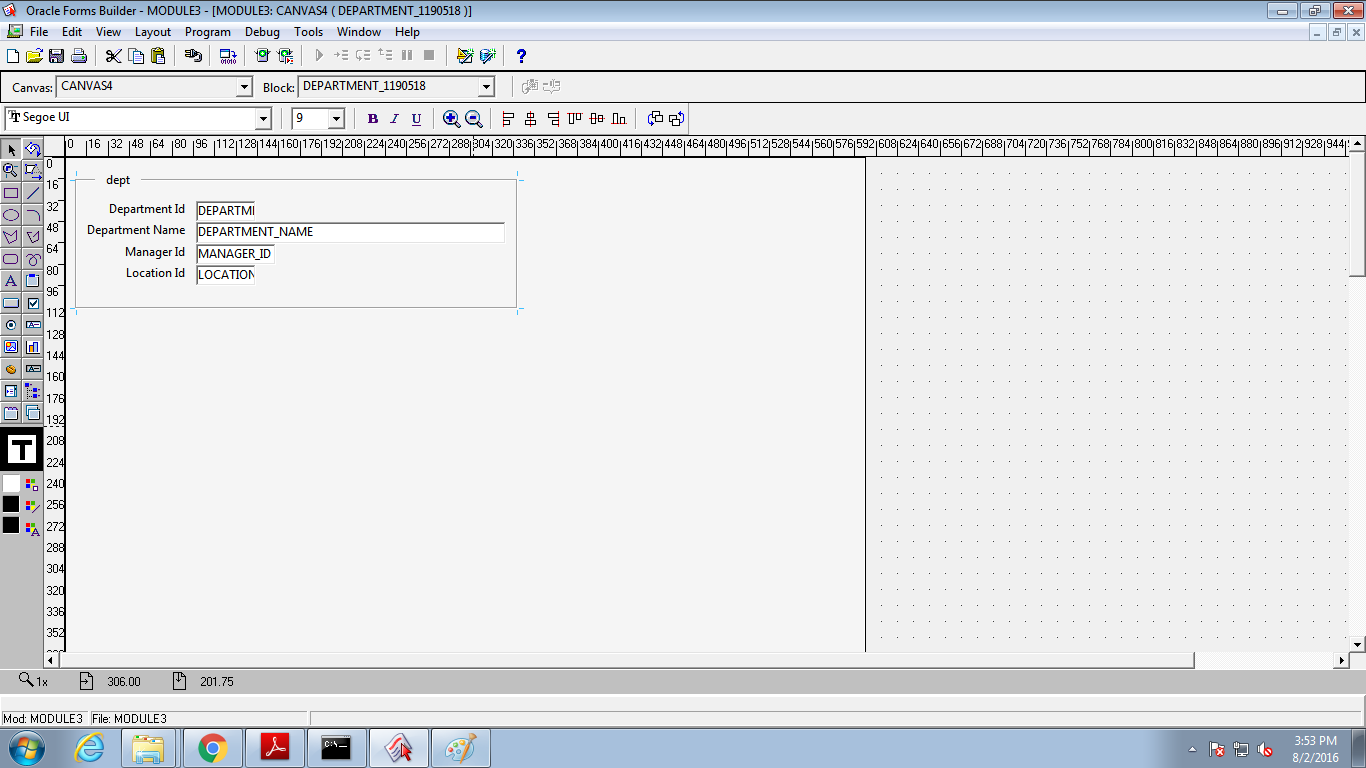 Oracle Forms Builder - MODULE3 - [MODULE3: CANVAS4 ( DEPARTMENT_1190518 )]
File Edit View Layout Program Debug Tools Window Help
Canvas: CANVAS4 Block: DEPARTMENT_1190518
Segoe UI 9 B I U
0 16 32 48 64 80 96 112 128 144 160 176 192 208 224 240 256 272 288 304 320 336 352 368 384 400 416 432 448 464 480 496 512 528 544 560 576 592 608 624 640 656 672 688 704 720 736 752 768 784 800 816 832 848 864 880 896 912 928 944
0
16
32
48
64
80
96
112
128
144
160
176
192
208
224
240
256
272
288
304
320
336
352
dept
Department Id DEPARTMI
Department Name DEPARTMENT_NAME
Manager Id MANAGER_ID
Location Id LOCATION
1x 306.00 201.75
Mod: MODULE3 File: MODULE3
3:53 PM
8/2/2016